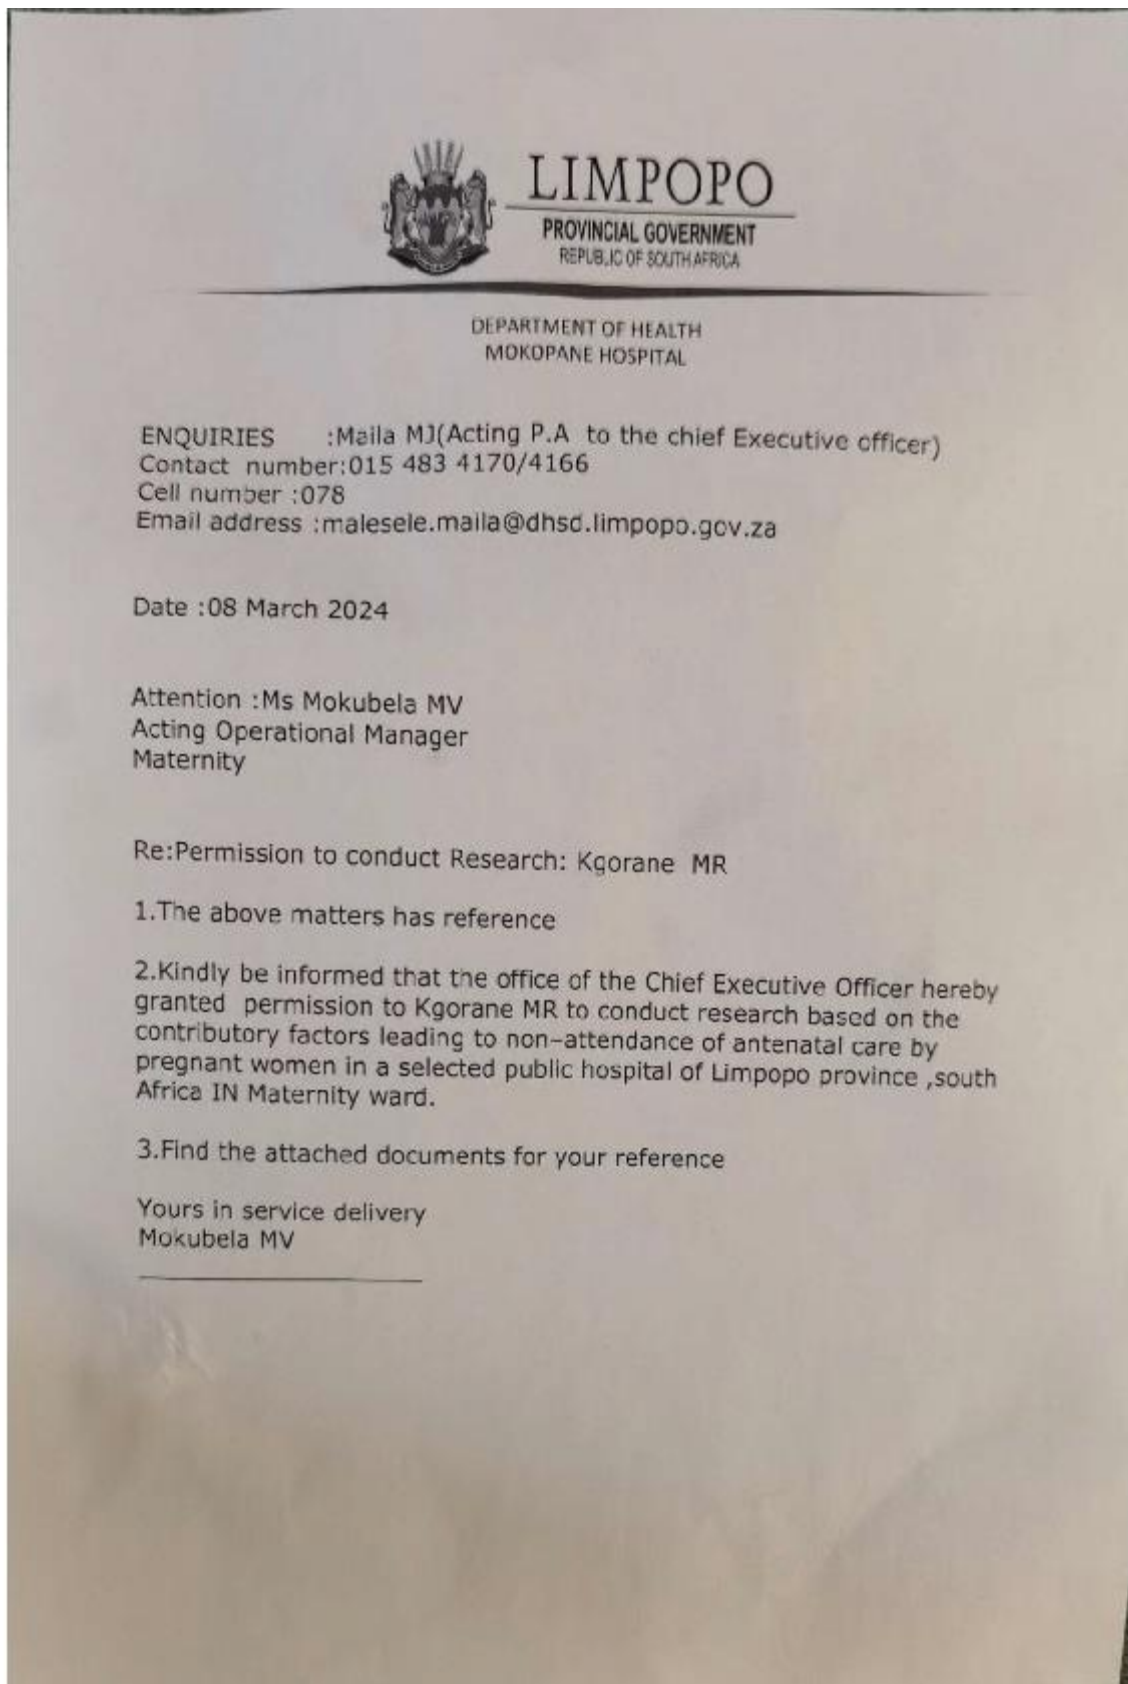 LIMPOPO
PROVINCIAL GOVERNMENT
REPUBLIC OF SOUTH AFRICA
DEPARTMENT OF HEALTH
MOKOPANE HOSPITAL
ENQUIRIES :Maila MJ(Acting P.A to the chief Executive officer)
Contact number:015 483 4170/4166
Cell number :078
Email address :malesele.maila@dhsd.limpopo.gov.za
Date :08 March 2024
Attention :Ms Mokubela MV
Acting Operational Manager
Maternity
Re:Permission to conduct Research: Kgorane MR
1.The above matters has reference
2.Kindly be informed that the office of the Chief Executive Officer hereby
granted permission to Kgorane MR to conduct research based on the
contributory factors leading to non-attendance of antenatal care by
pregnant women in a selected public hospital of Limpopo province ,south
Africa IN Maternity ward.
3.Find the attached documents for your reference
Yours in service delivery
Mokubela MV